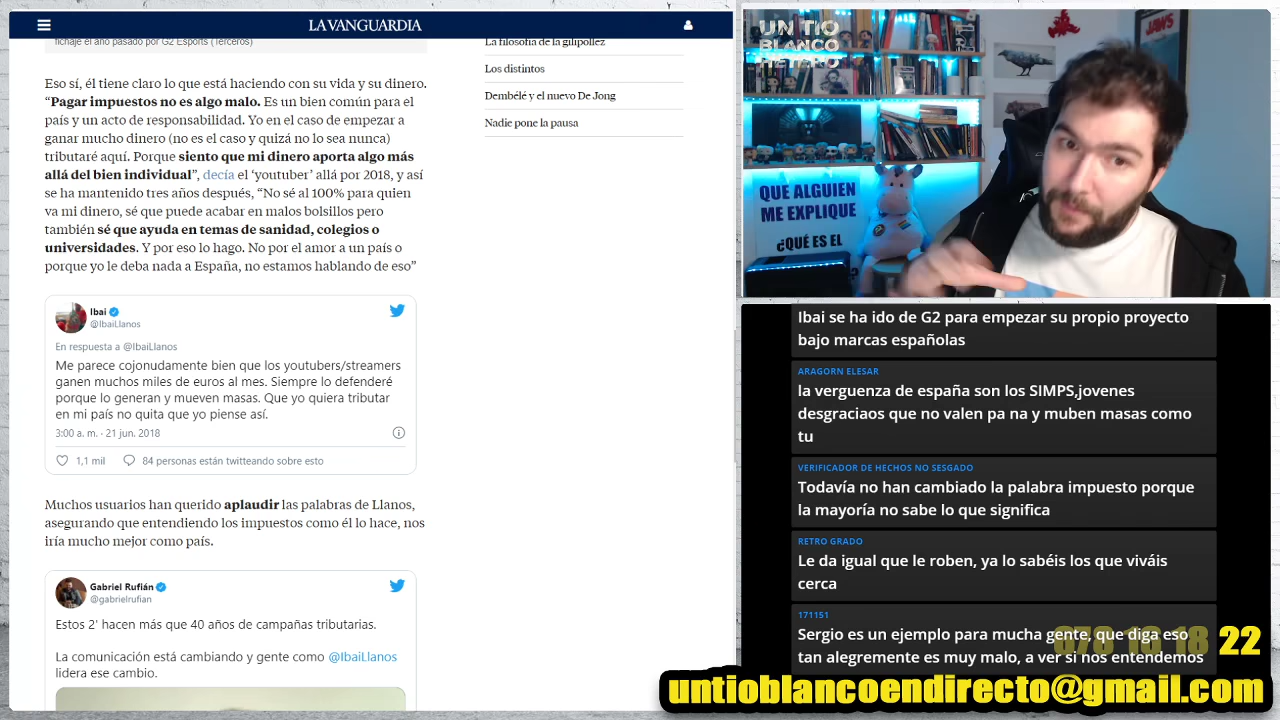 LA VANGUARDIA
fichaje el año pasado por G2 Esports (Terceros)
Eso sí, él tiene claro lo que está haciendo con su vida y su dinero.
“Pagar impuestos no es algo malo. Es un bien común para el
país y un acto de responsabilidad. Yo en el caso de empezar a
ganar mucho dinero (no es el caso y quizá no lo sea nunca)
tributaré aquí. Porque siento que mi dinero aporta algo más
allá del bien individual”, decía el ‘youtuber’ allá por 2018, y así
se ha mantenido tres años después, “No sé al 100% para quien
va mi dinero, sé que puede acabar en malos bolsillos pero
también sé que ayuda en temas de sanidad, colegios o
universidades. Y por eso lo hago. No por el amor a un país o
porque yo le deba nada a España, no estamos hablando de eso”
Ibai
@IbaiLlanos
En respuesta a @IbaiLlanos
Me parece cojonudamente bien que los youtubers/streamers
ganen muchos miles de euros al mes. Siempre lo defenderé
porque lo generan y mueven masas. Que yo quiera tributar
en mi país no quita que yo piense así.
3:00 a. m. · 21 jun. 2018
1,1 mil 84 personas están twitteando sobre esto
Muchos usuarios han querido aplaudir las palabras de Llanos,
asegurando que entendiendo los impuestos como él lo hace, nos
iría mucho mejor como país.
Gabriel Rufián
@gabrielrufian
Estos 2' hacen más que 40 años de campañas tributarias.
La comunicación está cambiando y gente como @IbaiLlanos
lidera ese cambio.
La filosofía de la gilipollez
Los distintos
Dembélé y el nuevo De Jong
Nadie pone la pausa
UN TIO
BLANCO
HETERO
QUE ALGUIEN
ME EXPLIQUE
¿QUÉ ES EL
Ibai se ha ido de G2 para empezar su propio proyecto
bajo marcas españolas
ARAGORN ELESAR
la verguenza de españa son los SIMPS,jovenes
desgraciaos que no valen pa na y muben masas como
tu
VERIFICADOR DE HECHOS NO SESGADO
Todavía no han cambiado la palabra impuesto porque
la mayoría no sabe lo que significa
RETRO GRADO
Le da igual que le roben, ya lo sabéis los que viváis
cerca
171151
Sergio es un ejemplo para mucha gente, que diga eso
tan alegremente es muy malo, a ver si nos entendemos
22
untioblancoendirecto@gmail.com